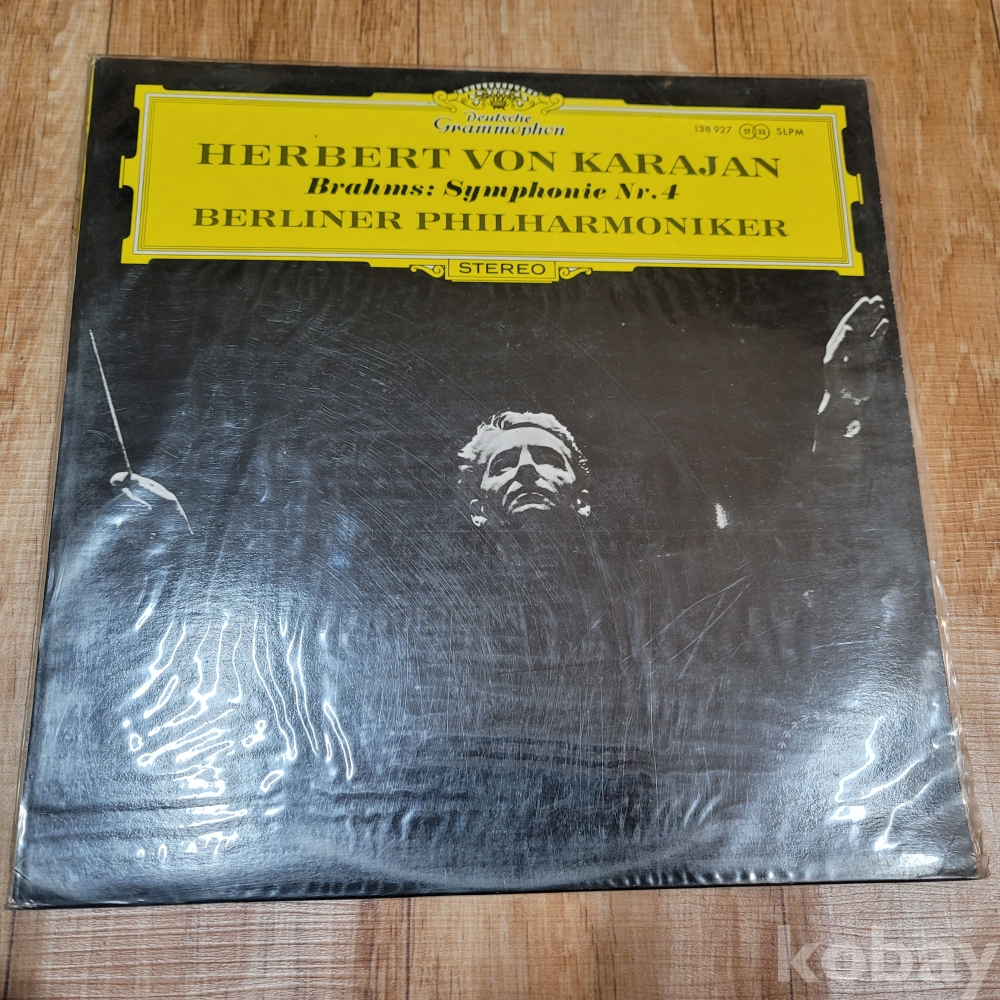 Deutsche
Grammophon
138 927 ST 33 SLPM
HERBERT VON KARAJAN
Brahms: Symphonie Nr. 4
BERLINER PHILHARMONIKER
STEREO
kobay